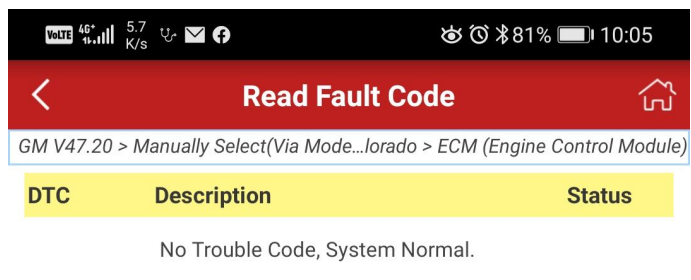 VoLTE 4G+ 5.7 K/s 81% 10:05
Read Fault Code
GM V47.20 > Manually Select(Via Mode...lorado > ECM (Engine Control Module)
DTC Description Status
No Trouble Code, System Normal.